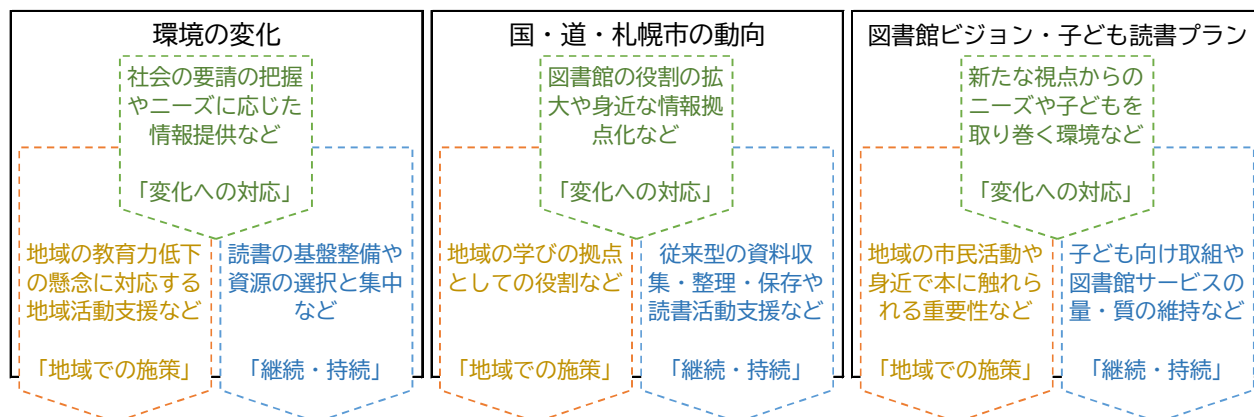 環境の変化
社会の要請の把握
やニーズに応じた
情報提供など
「変化への対応」
地域の教育力低下
の懸念に対応する
地域活動支援など
「地域での施策」
読書の基盤整備や
資源の選択と集中
など
「継続・持続」
国・道・札幌市の動向
図書館の役割の拡
大や身近な情報拠
点化など
「変化への対応」
地域の学びの拠点
としての役割など
「地域での施策」
従来型の資料収
集・整理・保存や
読書活動支援など
「継続・持続」
図書館ビジョン・子ども読書プラン
新たな視点からの
ニーズや子どもを
取り巻く環境など
「変化への対応」
地域の市民活動や
身近で本に触れら
れる重要性など
「地域での施策」
子ども向け取組や
図書館サービスの
量・質の維持など
「継続・持続」